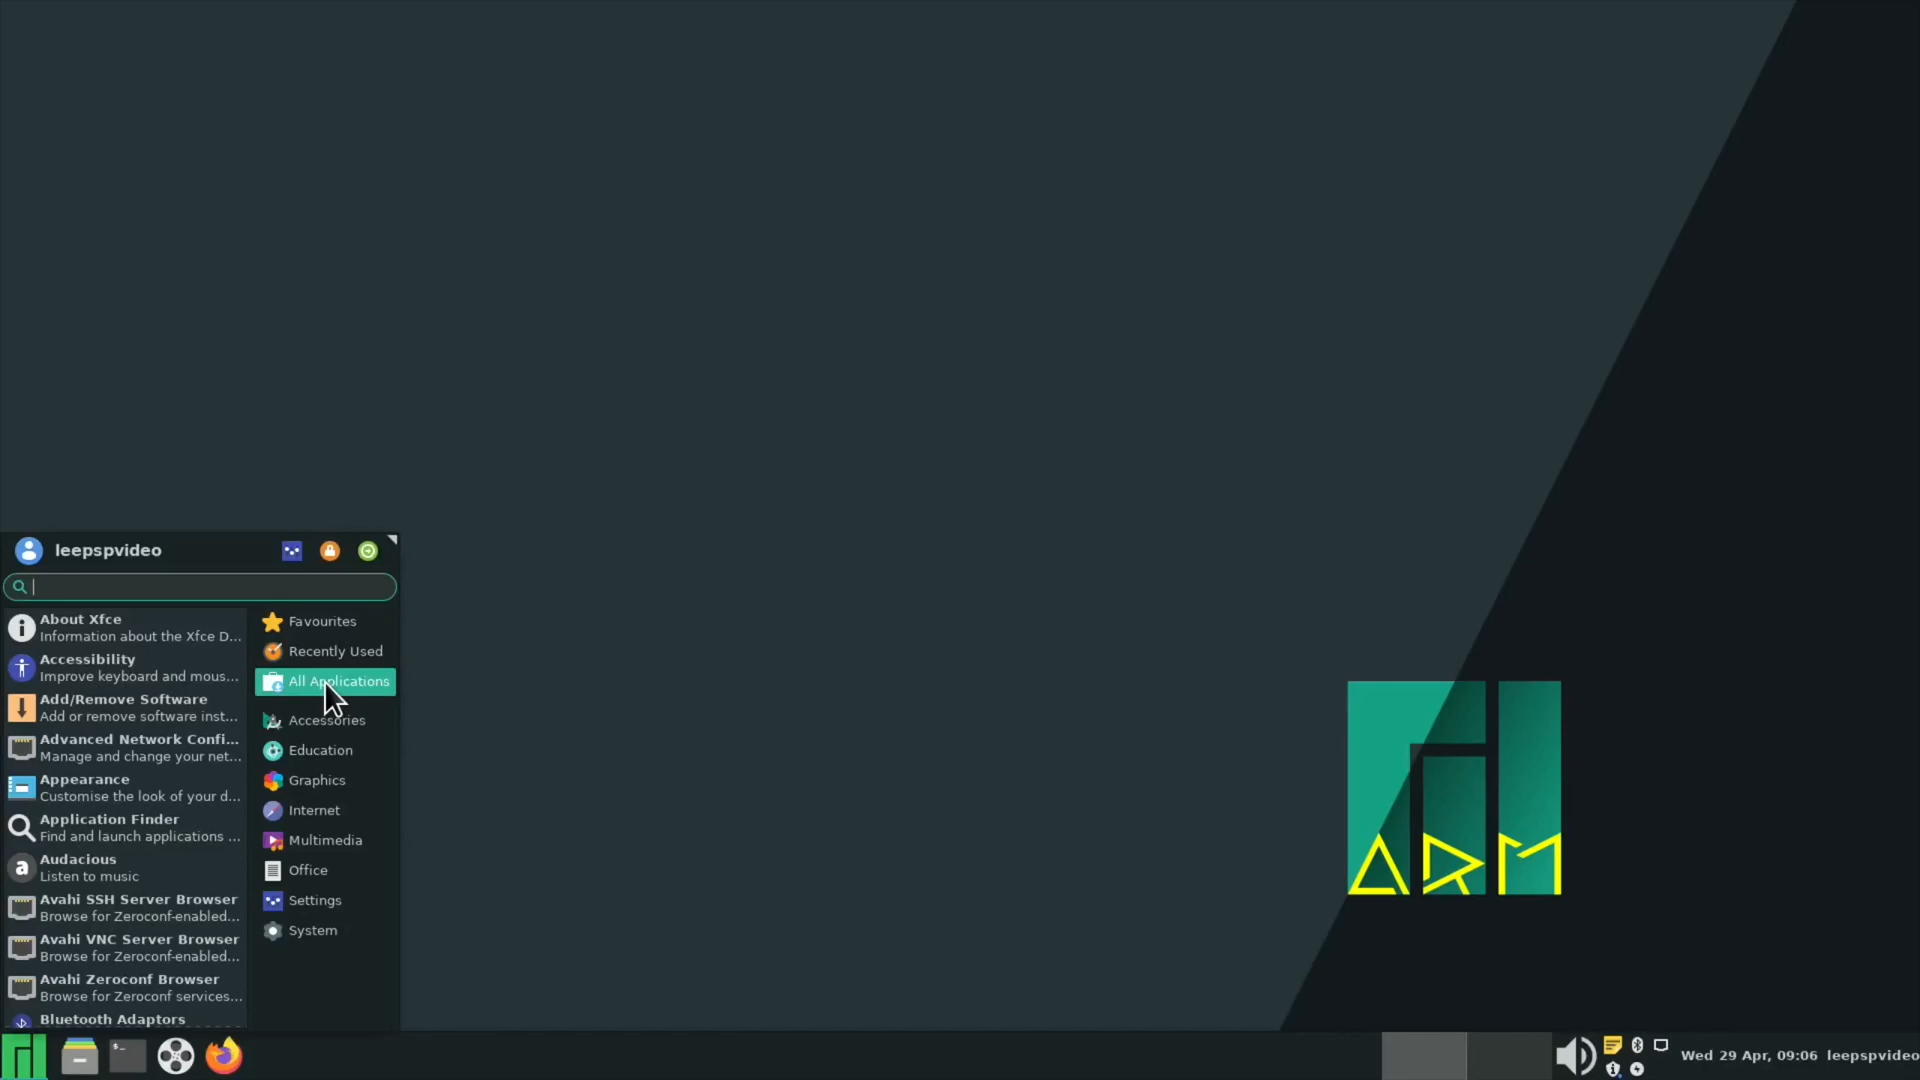 leepspvideo
About Xfce
Information about the Xfce D...
Accessibility
Improve keyboard and mous...
Add/Remove Software
Add or remove software inst...
Advanced Network Confi...
Manage and change your net...
Appearance
Customise the look of your d...
Application Finder
Find and launch applications ...
Audacious
Listen to music
Avahi SSH Server Browser
Browse for Zeroconf-enabled...
Avahi VNC Server Browser
Browse for Zeroconf-enabled...
Avahi Zeroconf Browser
Browse for Zeroconf services...
Bluetooth Adaptors
Favourites
Recently Used
All Applications
Accessories
Education
Graphics
Internet
Multimedia
Office
Settings
System
ARM
Wed 29 Apr, 09:06 leepspvideo